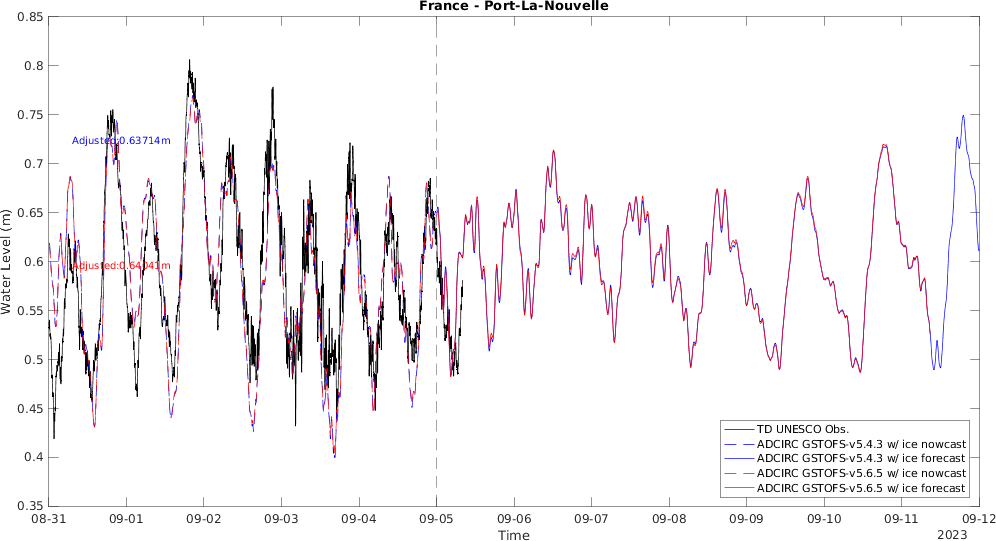 France - Port-La-Nouvelle
0.85
0.8
0.75
0.7
0.65
0.6
0.55
0.5
0.45
0.4
0.35
Water Level (m)
Adjusted:0.63714m
Adjusted:0.64041m
TD UNESCO Obs.
ADCIRC GSTOFS-v5.4.3 w/ ice nowcast
ADCIRC GSTOFS-v5.4.3 w/ ice forecast
ADCIRC GSTOFS-v5.6.5 w/ ice nowcast
ADCIRC GSTOFS-v5.6.5 w/ ice forecast
08-31 09-01 09-02 09-03 09-04 09-05 09-06 09-07 09-08 09-09 09-10 09-11 09-12
Time
2023